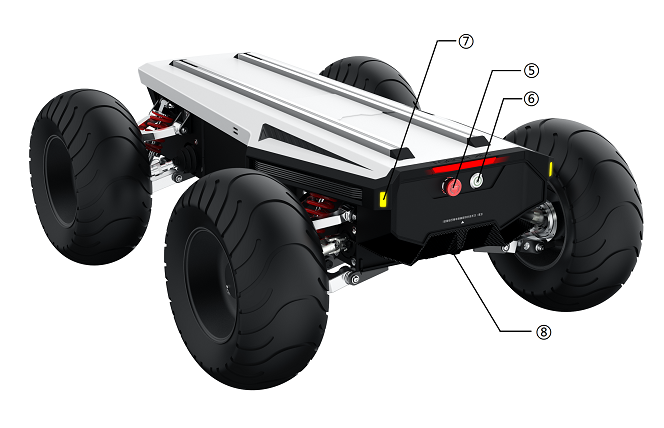 ⑦
⑤
⑥
⑧